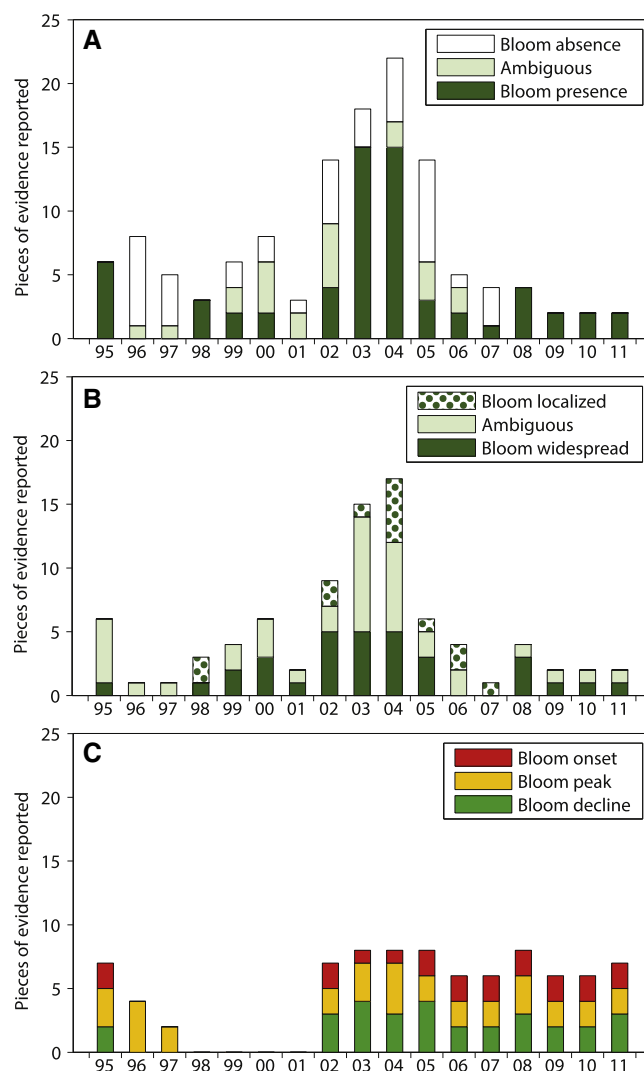 A
Bloom absence
Ambiguous
Bloom presence
Pieces of evidence reported
25
20
15
10
5
0
95 96 97 98 99 00 01 02 03 04 05 06 07 08 09 10 11
B
Bloom localized
Ambiguous
Bloom widespread
Pieces of evidence reported
25
20
15
10
5
0
95 96 97 98 99 00 01 02 03 04 05 06 07 08 09 10 11
C
Bloom onset
Bloom peak
Bloom decline
Pieces of evidence reported
25
20
15
10
5
0
95 96 97 98 99 00 01 02 03 04 05 06 07 08 09 10 11